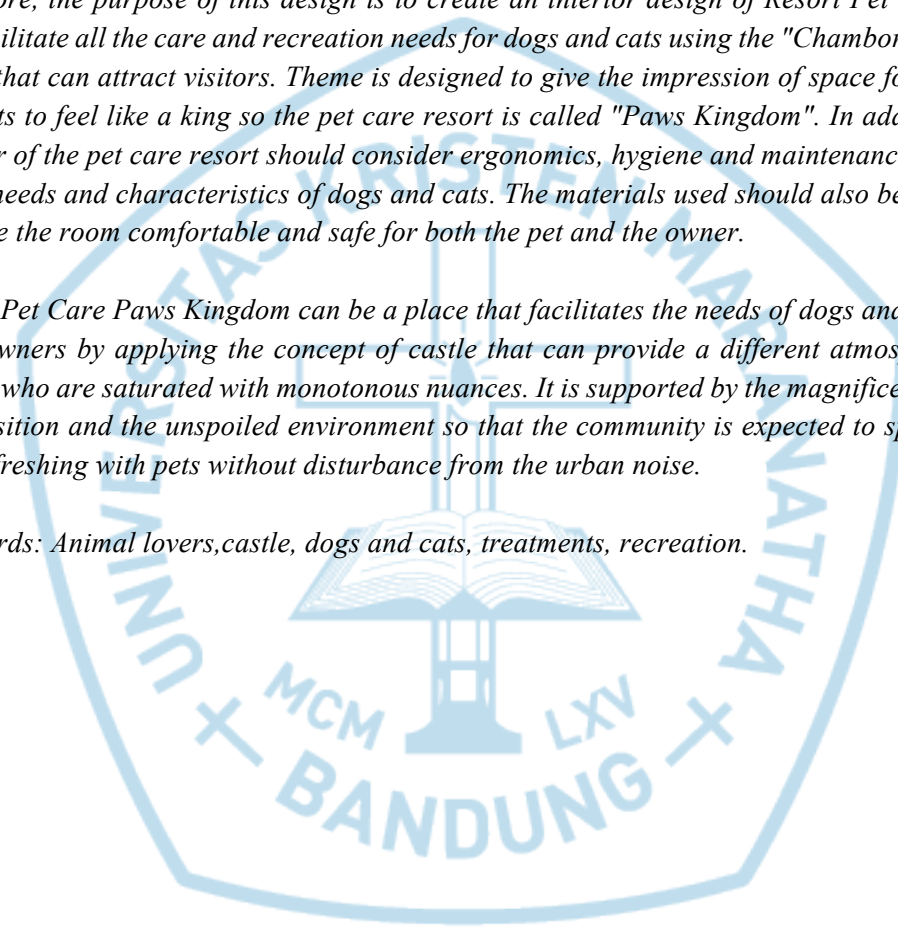 ore, the purpose of this design is to create an interior design of Resort Pet
ilitate all the care and recreation needs for dogs and cats using the "Chambor
that can attract visitors. Theme is designed to give the impression of space fo
ts to feel like a king so the pet care resort is called "Paws Kingdom". In add
r of the pet care resort should consider ergonomics, hygiene and maintenanc
needs and characteristics of dogs and cats. The materials used should also be
e the room comfortable and safe for both the pet and the owner.
Pet Care Paws Kingdom can be a place that facilitates the needs of dogs and
wners by applying the concept of castle that can provide a different atmos
who are saturated with monotonous nuances. It is supported by the magnifice
sition and the unspoiled environment so that the community is expected to sp
freshing with pets without disturbance from the urban noise.
rds: Animal lovers,castle, dogs and cats, treatments, recreation.
UNIVERSITAS KRISTEN MARANATHA
MCM LXV
BANDUNG